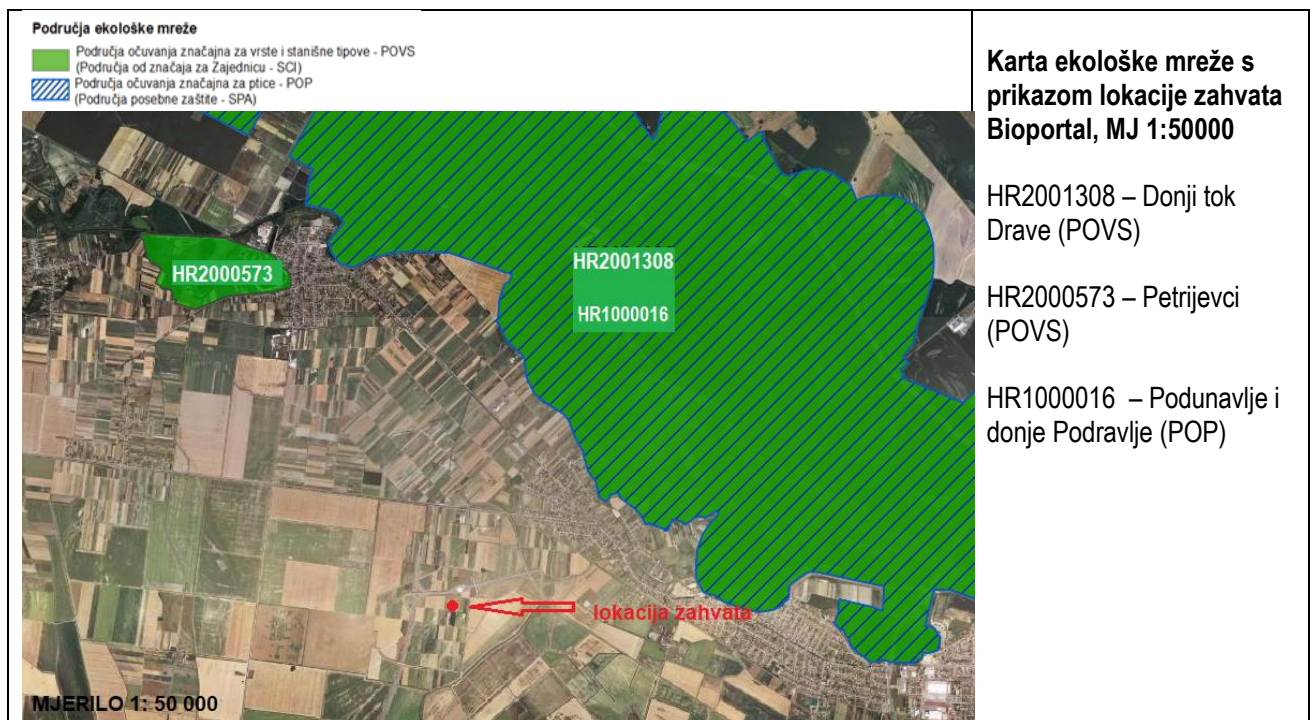 Područja ekološke mreže
Područja očuvanja značajna za vrste i stanišne tipove - POVS
(Područja od značaja za Zajednicu - SCI)
Područja očuvanja značajna za ptice - POP
(Područja posebne zaštite - SPA)
HR2000573
HR2001308
HR1000016
lokacija zahvata
MJERILO 1: 50 000
Karta ekološke mreže s
prikazom lokacije zahvata
Bioportal, MJ 1:50000
HR2001308 – Donji tok
Drave (POVS)
HR2000573 – Petrijevci
(POVS)
HR1000016 – Podunavlje i
donje Podravlje (POP)